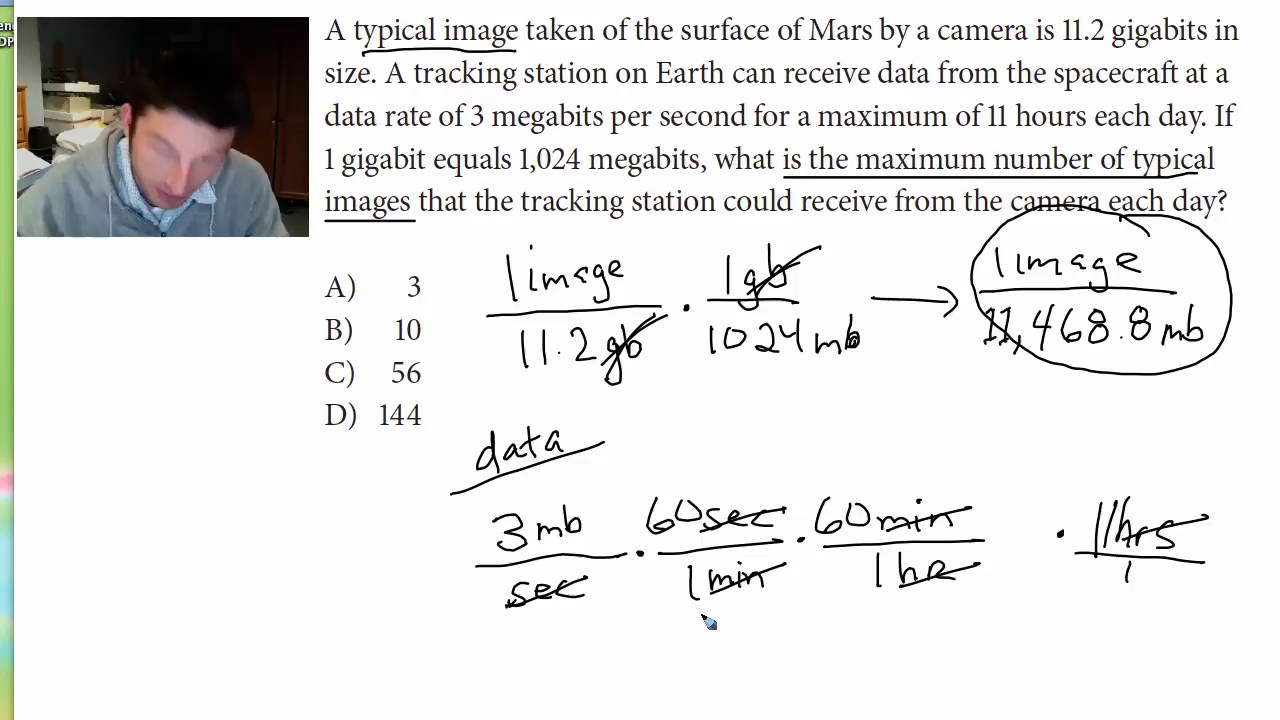 A typical image taken of the surface of Mars by a camera is 11.2 gigabits in
size. A tracking station on Earth can receive data from the spacecraft at a
data rate of 3 megabits per second for a maximum of 11 hours each day. If
1 gigabit equals 1,024 megabits, what is the maximum number of typical
images that the tracking station could receive from the camera each day?
A) 3
B) 10
C) 56
D) 144
1 image
11.2 gb
. 1 gb
1024 mb
1 image
11,468.8 mb
data
3 mb
sec
. 60 sec
1 min
. 60 min
1 hr
. 11 hrs
1